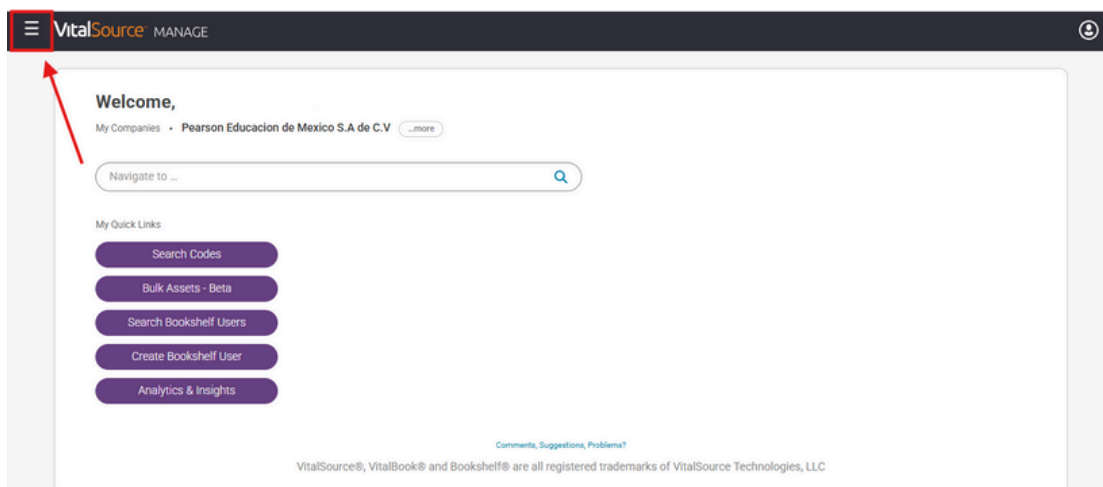 VitalSource MANAGE
Welcome,
My Companies • Pearson Educacion de Mexico S.A de C.V ...more
Navigate to ...
My Quick Links
Search Codes
Bulk Assets - Beta
Search Bookshelf Users
Create Bookshelf User
Analytics & Insights
Comments, Suggestions, Problems?
VitalSource®, VitalBook® and Bookshelf® are all registered trademarks of VitalSource Technologies, LLC